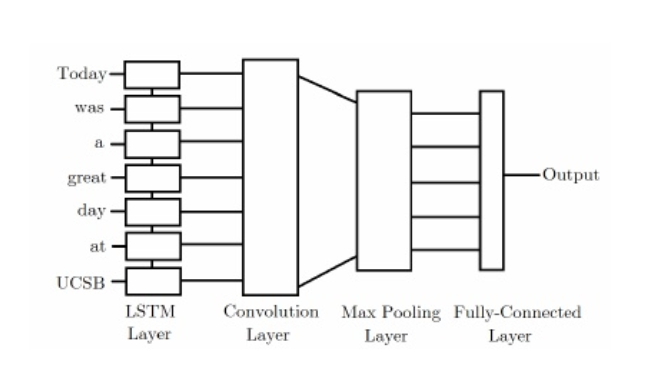 Today
was
a
great
day
at
UCSB
Output
LSTM
Layer
Convolution
Layer
Max Pooling
Layer
Fully-Connected
Layer